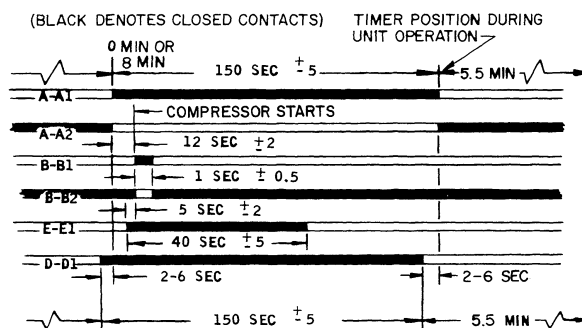 (BLACK DENOTES CLOSED CONTACTS)
TIMER POSITION DURING
UNIT OPERATION
0 MIN OR
8 MIN
150 SEC ± 5
5.5 MIN
A-A1
COMPRESSOR STARTS
A-A2
12 SEC ± 2
B-B1
1 SEC ± 0.5
B-B2
5 SEC ± 2
E-E1
40 SEC ± 5
D-D1
2-6 SEC
2-6 SEC
150 SEC ± 5
5.5 MIN